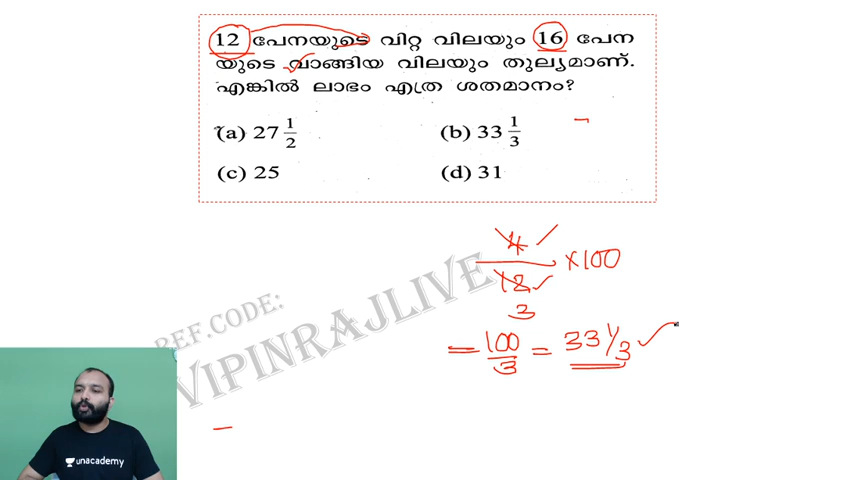 12 പേനയുടെ വിറ്റ വിലയും 16 പേന
യുടെ വാങ്ങിയ വിലയും തുല്യമാണ്.
എങ്കിൽ ലാഭം എത്ര ശതമാനം?
(a) 27 1/2 (b) 33 1/3
(c) 25 (d) 31
4/12 × 100
3
= 100/3 = 33 1/3
REF.CODE:
VIPINRAJLIVE
unacademy